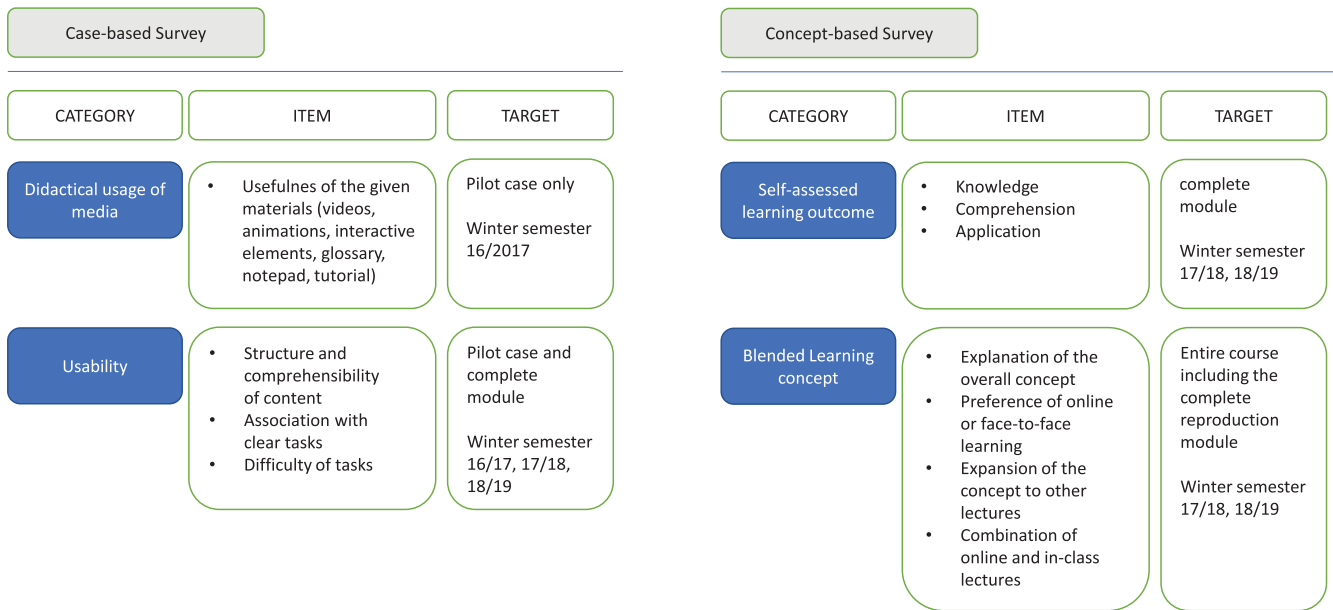 Case-based Survey
CATEGORY
ITEM
TARGET
Didactical usage of
media
• Usefulnes of the given
materials (videos,
animations, interactive
elements, glossary,
notepad, tutorial)
Pilot case only
Winter semester
16/2017
Usability
• Structure and
comprehensibility
of content
• Association with
clear tasks
• Difficulty of tasks
Pilot case and
complete
module
Winter semester
16/17, 17/18,
18/19
Concept-based Survey
CATEGORY
ITEM
TARGET
Self-assessed
learning outcome
• Knowledge
• Comprehension
• Application
complete
module
Winter semester
17/18, 18/19
Blended Learning
concept
• Explanation of the
overall concept
• Preference of online
or face-to-face
learning
• Expansion of the
concept to other
lectures
• Combination of
online and in-class
lectures
Entire course
including the
complete
reproduction
module
Winter semester
17/18, 18/19